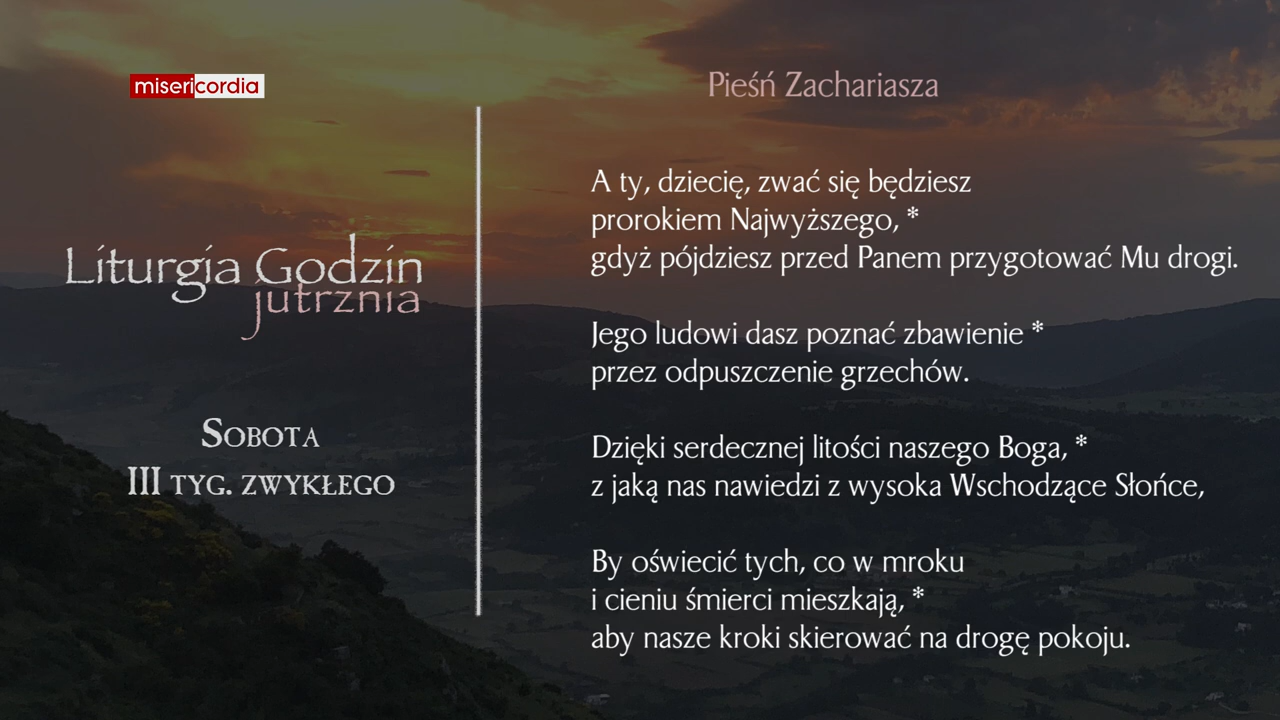 misericordia
Liturgia Godzin
jutrznia
Sobota
III tyg. zwykłego
Pieśń Zachariasza
A ty, dziecię, zwać się będziesz
prorokiem Najwyższego, *
gdyż pójdziesz przed Panem przygotować Mu drogi.
Jego ludowi dasz poznać zbawienie *
przez odpuszczenie grzechów.
Dzięki serdecznej litości naszego Boga, *
z jaką nas nawiedzi z wysoka Wschodzące Słońce,
By oświecić tych, co w mroku
i cieniu śmierci mieszkają, *
aby nasze kroki skierować na drogę pokoju.